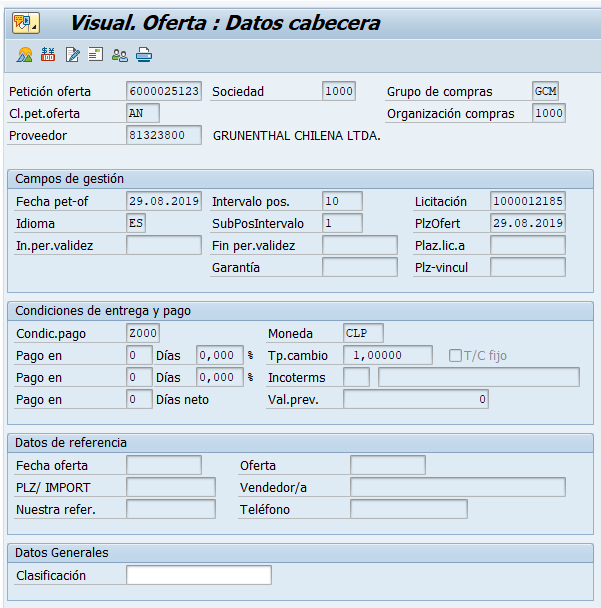 Visual. Oferta : Datos cabecera
Petición oferta 6000025123 Sociedad 1000 Grupo de compras GCM
Cl.pet.oferta AN Organización compras 1000
Proveedor 81323800 GRUNENTHAL CHILENA LTDA.
Campos de gestión
Fecha pet-of 29.08.2019 Intervalo pos. 10 Licitación 1000012185
Idioma ES SubPosIntervalo 1 PlzOfert 29.08.2019
In.per.validez Fin per.validez Plaz.lic.a
Garantía Plz-vincul
Condiciones de entrega y pago
Condic.pago Z000 Moneda CLP
Pago en 0 Días 0,000 % Tp.cambio 1,00000 T/C fijo
Pago en 0 Días 0,000 % Incoterms
Pago en 0 Días neto Val.prev. 0
Datos de referencia
Fecha oferta Oferta
PLZ/ IMPORT Vendedor/a
Nuestra refer. Teléfono
Datos Generales
Clasificación